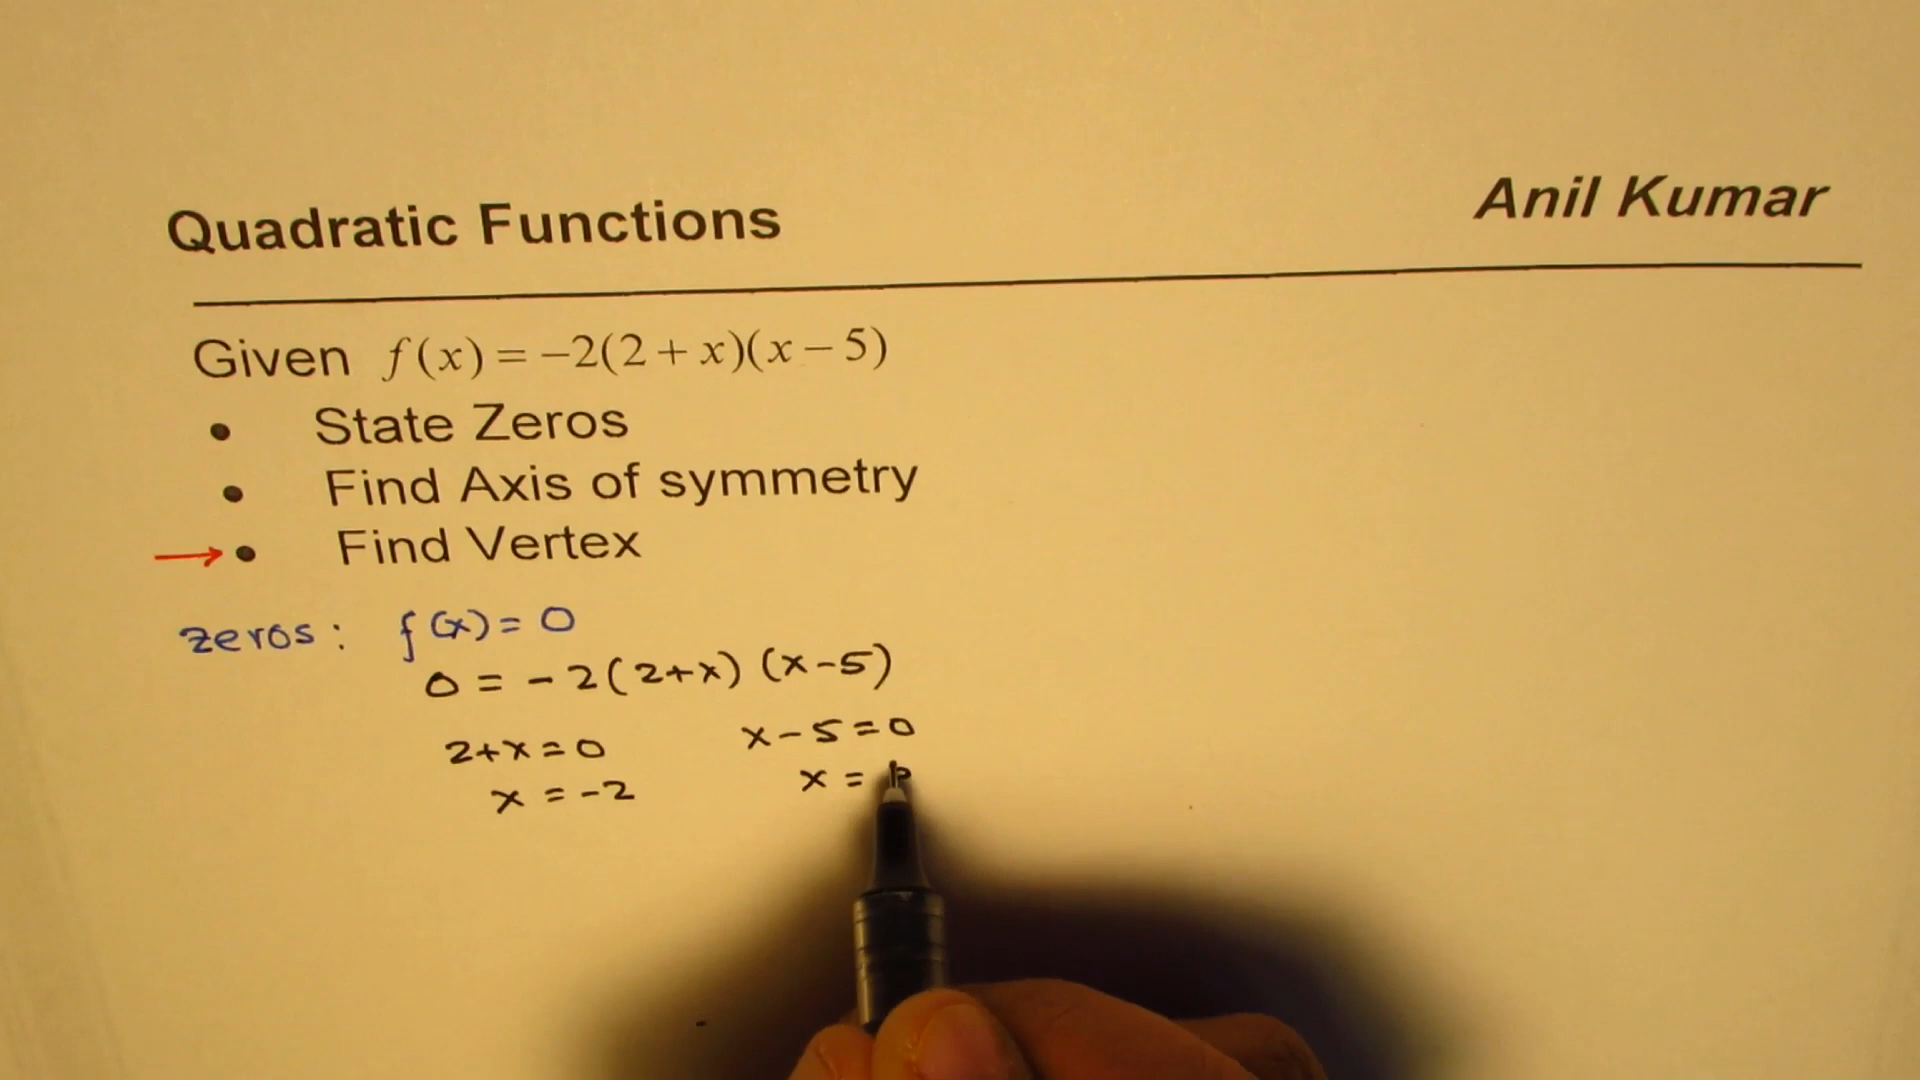 Quadratic Functions
Anil Kumar
Given f(x) = −2(2 + x)(x − 5)
• State Zeros
• Find Axis of symmetry
→ • Find Vertex
zeros : f(x) = 0
0 = -2(2+x) (x-5)
2+x=0 x-5=0
x = -2 x =